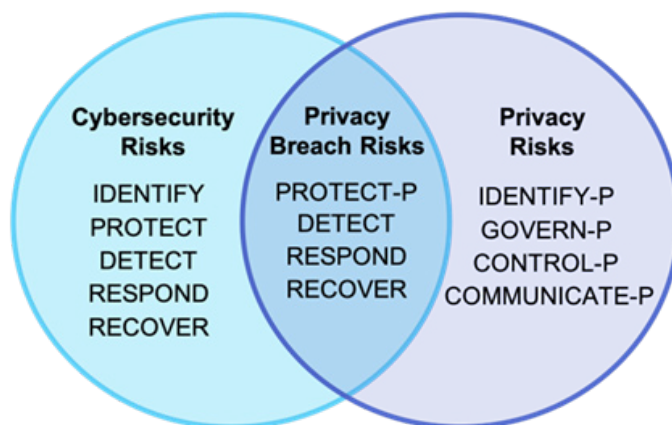 Cybersecurity
Risks
IDENTIFY
PROTECT
DETECT
RESPOND
RECOVER
Privacy
Breach Risks
PROTECT-P
DETECT
RESPOND
RECOVER
Privacy
Risks
IDENTIFY-P
GOVERN-P
CONTROL-P
COMMUNICATE-P